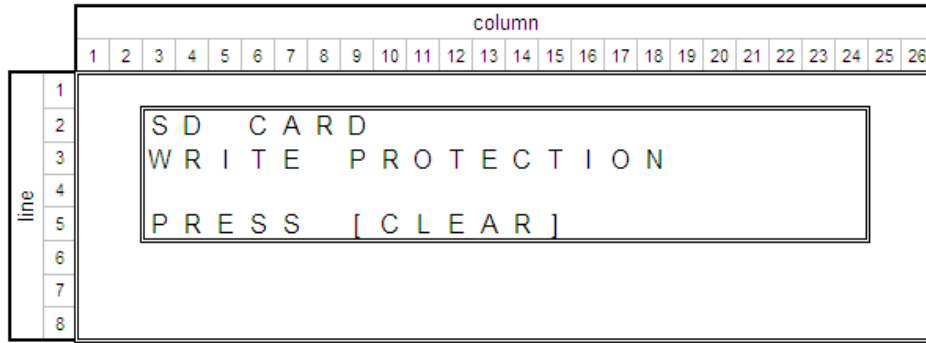 column
1 2 3 4 5 6 7 8 9 10 11 12 13 14 15 16 17 18 19 20 21 22 23 24 25 26
line
1
2 SD CARD
3 WRITE PROTECTION
4
5 PRESS [CLEAR]
6
7
8